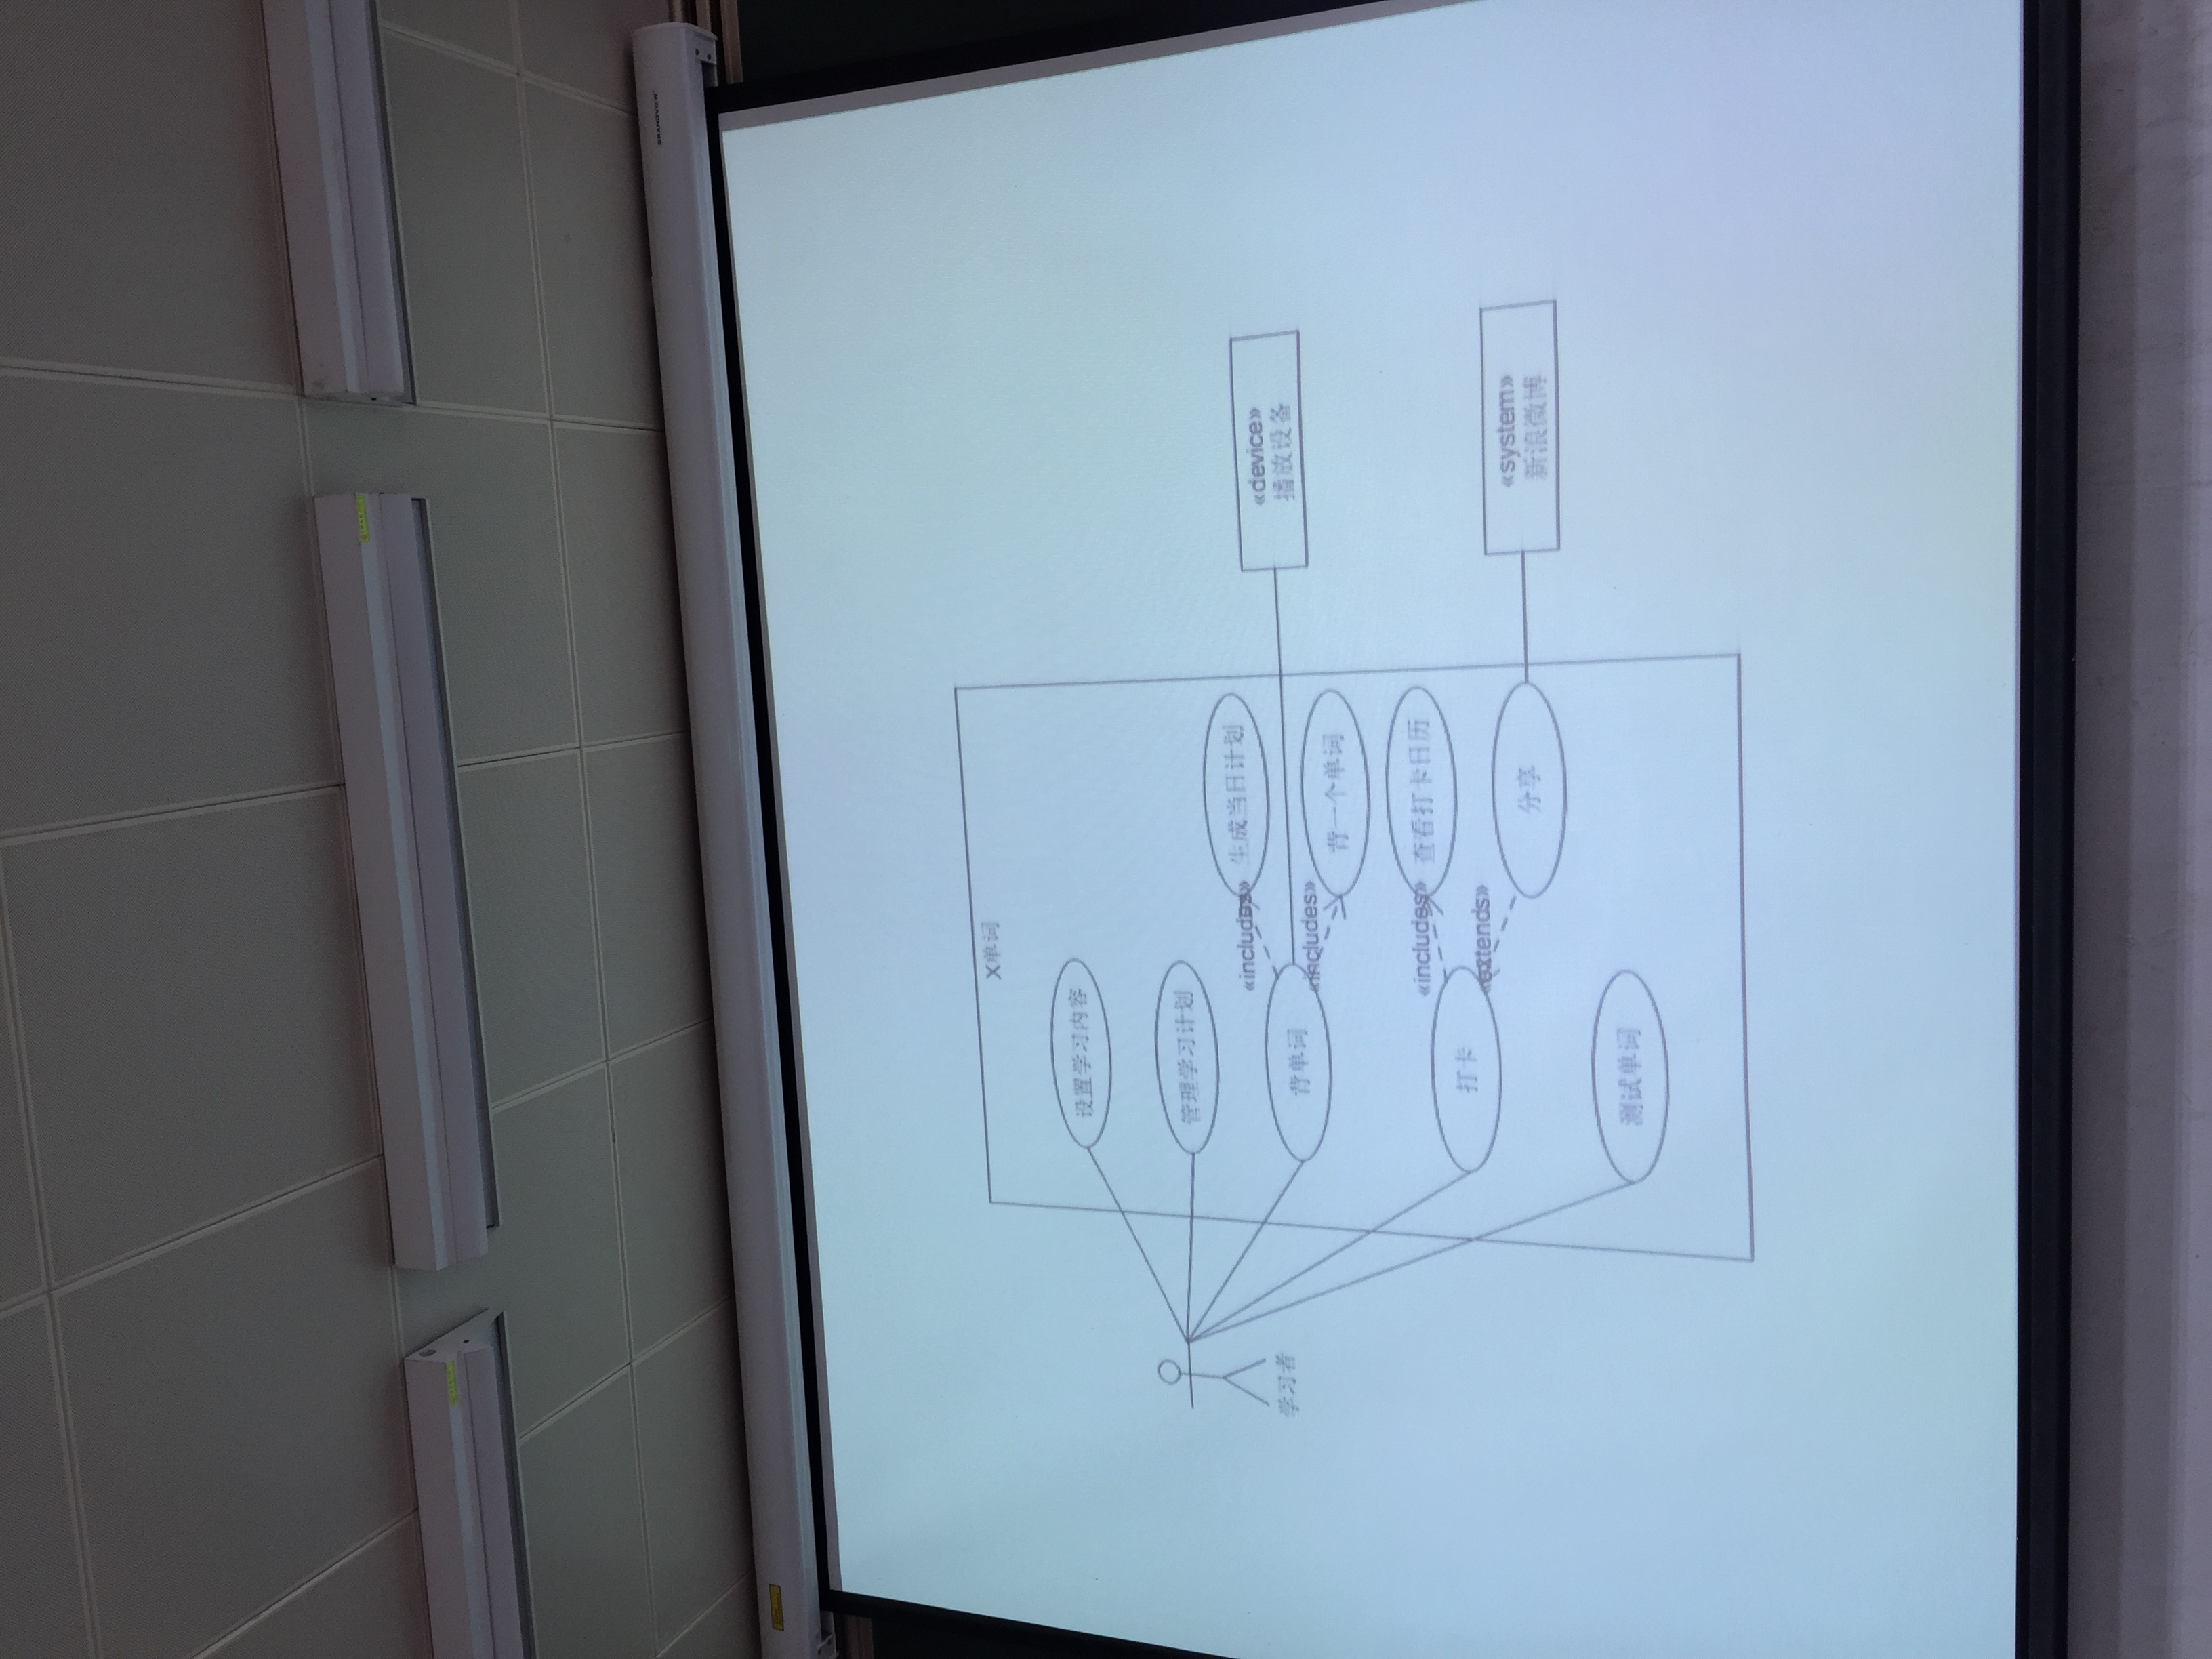 GRANDVIEW
X单词
设置学习内容
管理学习计划
学习者
«includes»
生成当日计划
背单词
«includes»
背一个单词
«device»
播放设备
«includes»
查看打卡日历
打卡
«extends»
分享
«system»
新浪微博
测试单词